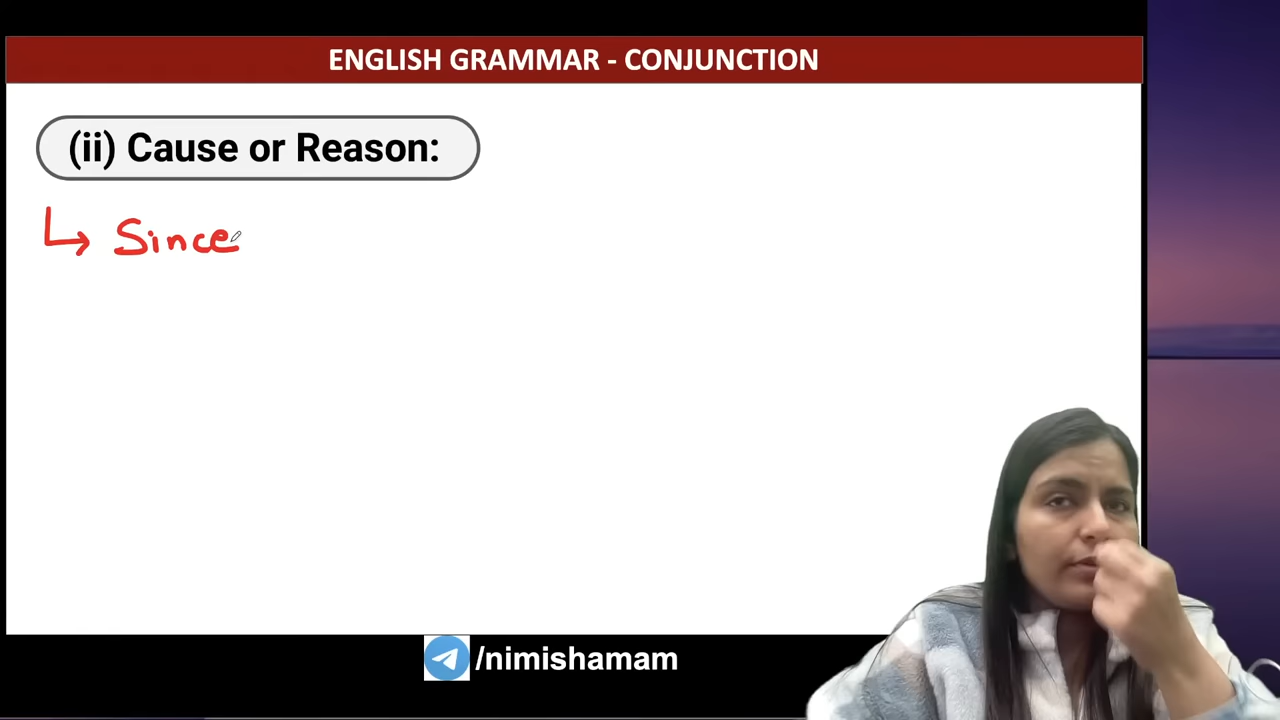 ENGLISH GRAMMAR - CONJUNCTION
(ii) Cause or Reason:
Since
/nimishamam